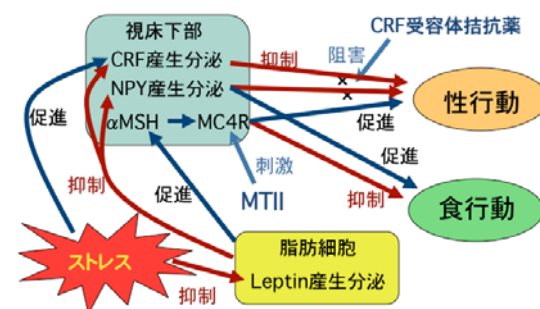 視床下部
CRF産生分泌
NPY産生分泌
αMSH
MC4R
CRF受容体拮抗薬
阻害
抑制
×
×
性行動
促進
促進
食行動
抑制
刺激
MTII
促進
抑制
促進
ストレス
抑制
脂肪細胞
Leptin産生分泌